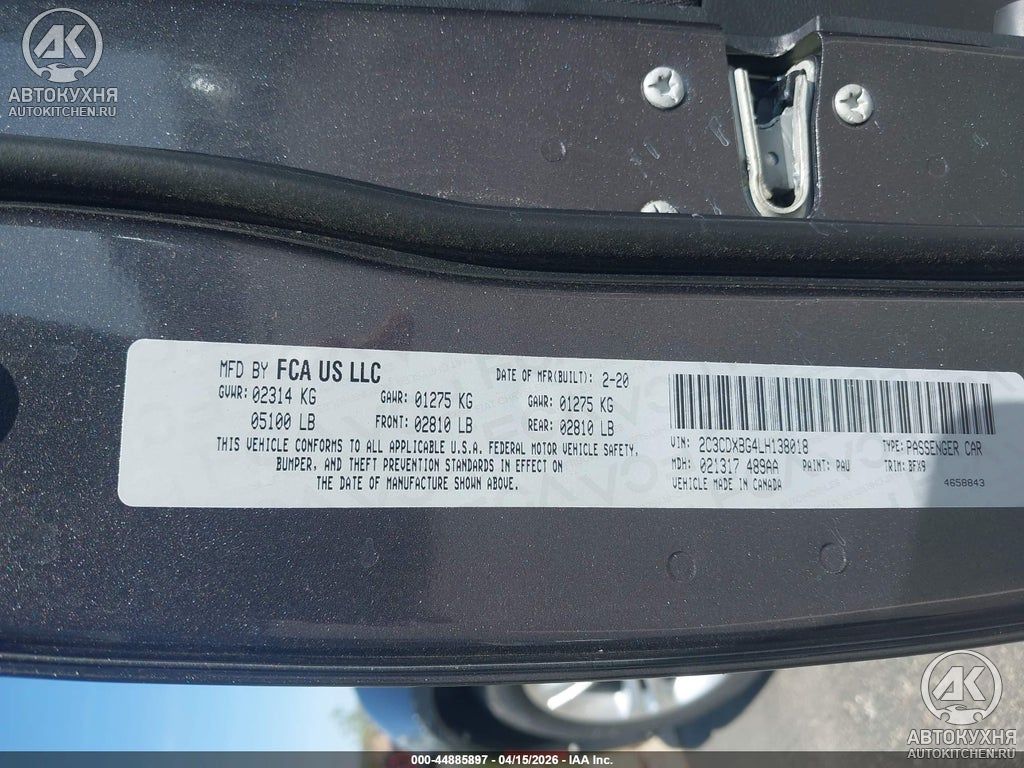 AK
АВТОКУХНЯ
AUTOKITCHEN.RU
MFD BY FCA US LLC
DATE OF MFR(BUILT): 2-20
GVWR: 02314 KG GAWR: 01275 KG GAWR: 01275 KG
05100 LB FRONT: 02810 LB REAR: 02810 LB
THIS VEHICLE CONFORMS TO ALL APPLICABLE U.S.A. FEDERAL MOTOR VEHICLE SAFETY,
BUMPER, AND THEFT PREVENTION STANDARDS IN EFFECT ON
THE DATE OF MANUFACTURE SHOWN ABOVE.
VIN: 2C3CDXBG4LH138018 TYPE: PASSENGER CAR
MDH: 021317 489AA PAINT: PAU TRIM: BFX9
VEHICLE MADE IN CANADA 4658843
AK
АВТОКУХНЯ
AUTOKITCHEN.RU
000-44885897 - 04/15/2026 - IAA Inc.